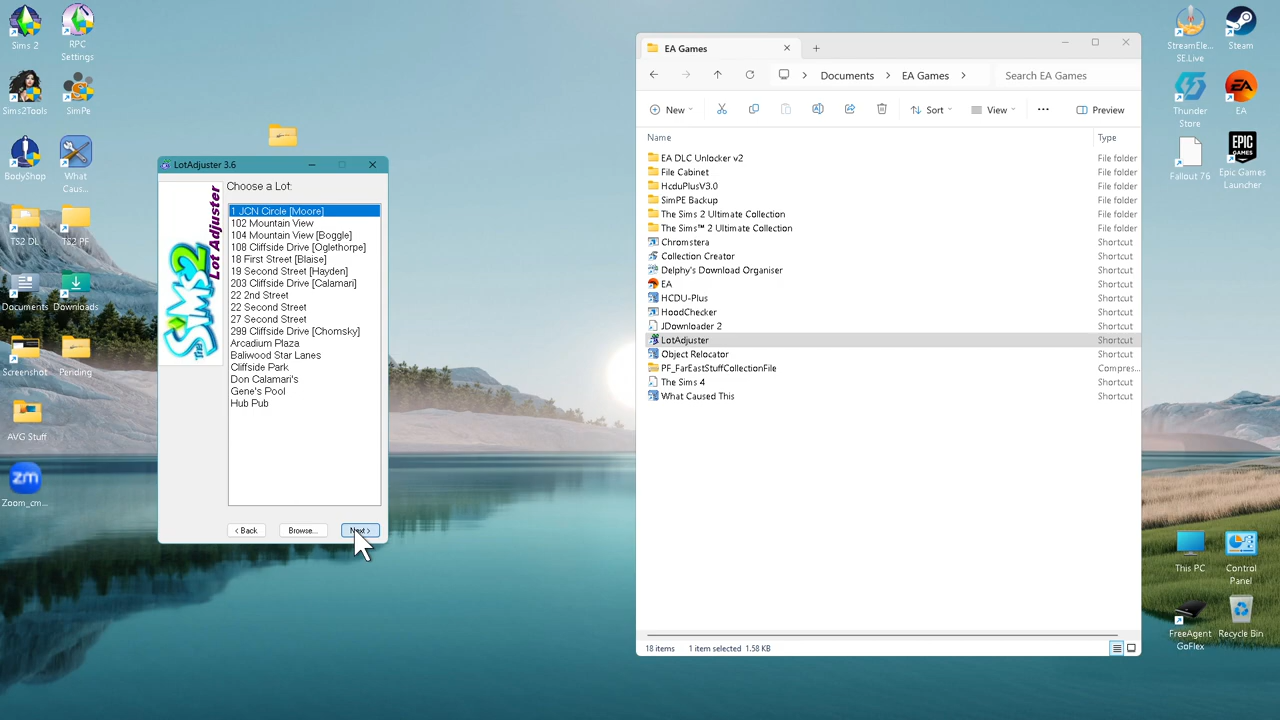 Sims 2
RPC
Settings
Sims2Tools
SimPe
BodyShop
What
Caus...
TS2 DL
TS2 PF
Documents
Downloads
Screenshot
Pending
AVG Stuff
zm
Zoom_cm...
LotAdjuster 3.6
Lot Adjuster
The
SIMS 2
Choose a Lot:
1 JCN Circle [Moore]
102 Mountain View
104 Mountain View [Boggle]
108 Cliffside Drive [Oglethorpe]
18 First Street [Blaise]
19 Second Street [Hayden]
203 Cliffside Drive [Calamari]
22 2nd Street
22 Second Street
27 Second Street
299 Cliffside Drive [Chomsky]
Arcadium Plaza
Baliwood Star Lanes
Cliffside Park
Don Calamari's
Gene's Pool
Hub Pub
< Back
Browse...
Next >
EA Games
Documents
EA Games
Search EA Games
New
Sort
View
Preview
Name
Type
EA DLC Unlocker v2
File folder
File Cabinet
File folder
HcduPlusV3.0
File folder
SimPE Backup
File folder
The Sims 2 Ultimate Collection
File folder
The Sims™ 2 Ultimate Collection
File folder
Chromstera
Shortcut
Collection Creator
Shortcut
Delphy's Download Organiser
Shortcut
EA
Shortcut
HCDU-Plus
Shortcut
HoodChecker
Shortcut
JDownloader 2
Shortcut
LotAdjuster
Shortcut
Object Relocator
Shortcut
PF_FarEastStuffCollectionFile
Compres...
The Sims 4
Shortcut
What Caused This
Shortcut
18 items
1 item selected 1.58 KB
StreamEle...
SE.Live
Steam
Thunder
Store
EA
EPIC
GAMES
Fallout 76
Epic Games
Launcher
This PC
Control
Panel
FreeAgent
GoFlex
Recycle Bin